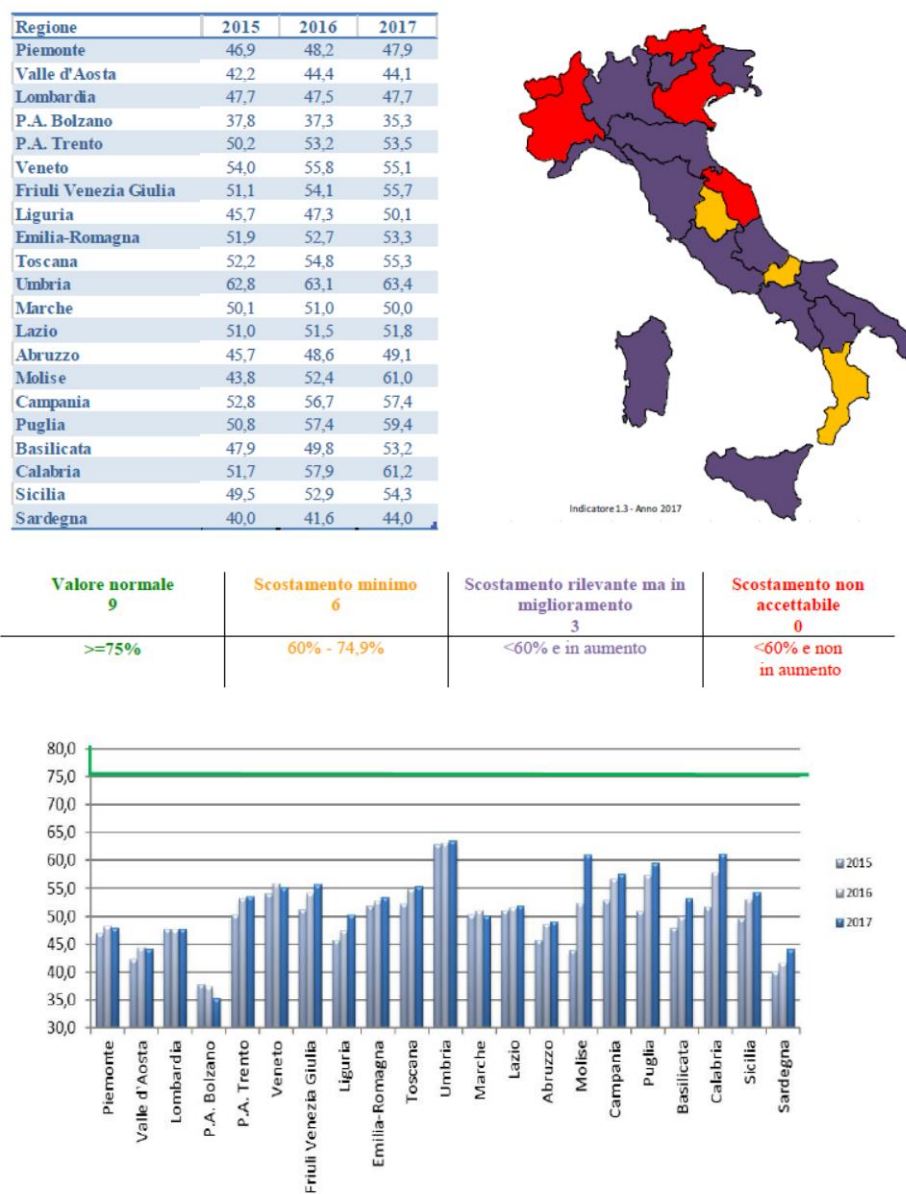 Regione 2015 2016 2017
Piemonte 46,9 48,2 47,9
Valle d'Aosta 42,2 44,4 44,1
Lombardia 47,7 47,5 47,7
P.A. Bolzano 37,8 37,3 35,3
P.A. Trento 50,2 53,2 53,5
Veneto 54,0 55,8 55,1
Friuli Venezia Giulia 51,1 54,1 55,7
Liguria 45,7 47,3 50,1
Emilia-Romagna 51,9 52,7 53,3
Toscana 52,2 54,8 55,3
Umbria 62,8 63,1 63,4
Marche 50,1 51,0 50,0
Lazio 51,0 51,5 51,8
Abruzzo 45,7 48,6 49,1
Molise 43,8 52,4 61,0
Campania 52,8 56,7 57,4
Puglia 50,8 57,4 59,4
Basilicata 47,9 49,8 53,2
Calabria 51,7 57,9 61,2
Sicilia 49,5 52,9 54,3
Sardegna 40,0 41,6 44,0
Indicatore 1.3 - Anno 2017
Valore normale
9
>=75%
Scostamento minimo
6
60% - 74,9%
Scostamento rilevante ma in
miglioramento
3
<60% e in aumento
Scostamento non
accettabile
0
<60% e non
in aumento
80,0
75,0
70,0
65,0
60,0
55,0
50,0
45,0
40,0
35,0
30,0
Piemonte
Valle d'Aosta
Lombardia
P.A. Bolzano
P.A. Trento
Veneto
Friuli Venezia Giulia
Liguria
Emilia-Romagna
Toscana
Umbria
Marche
Lazio
Abruzzo
Molise
Campania
Puglia
Basilicata
Calabria
Sicilia
Sardegna
2015
2016
2017